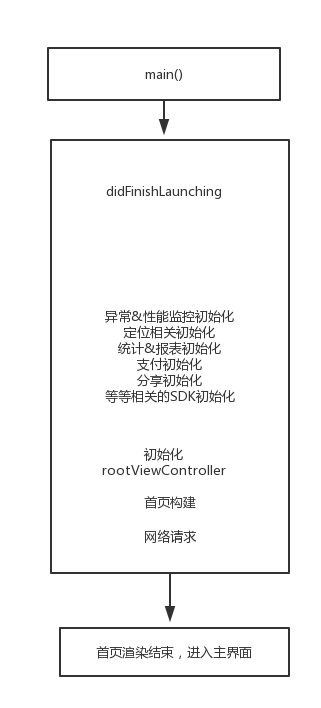 main()
didFinishLaunching
异常&性能监控初始化
定位相关初始化
统计&报表初始化
支付初始化
分享初始化
等等相关的SDK初始化
初始化
rootViewController
首页构建
网络请求
首页渲染结束，进入主界面